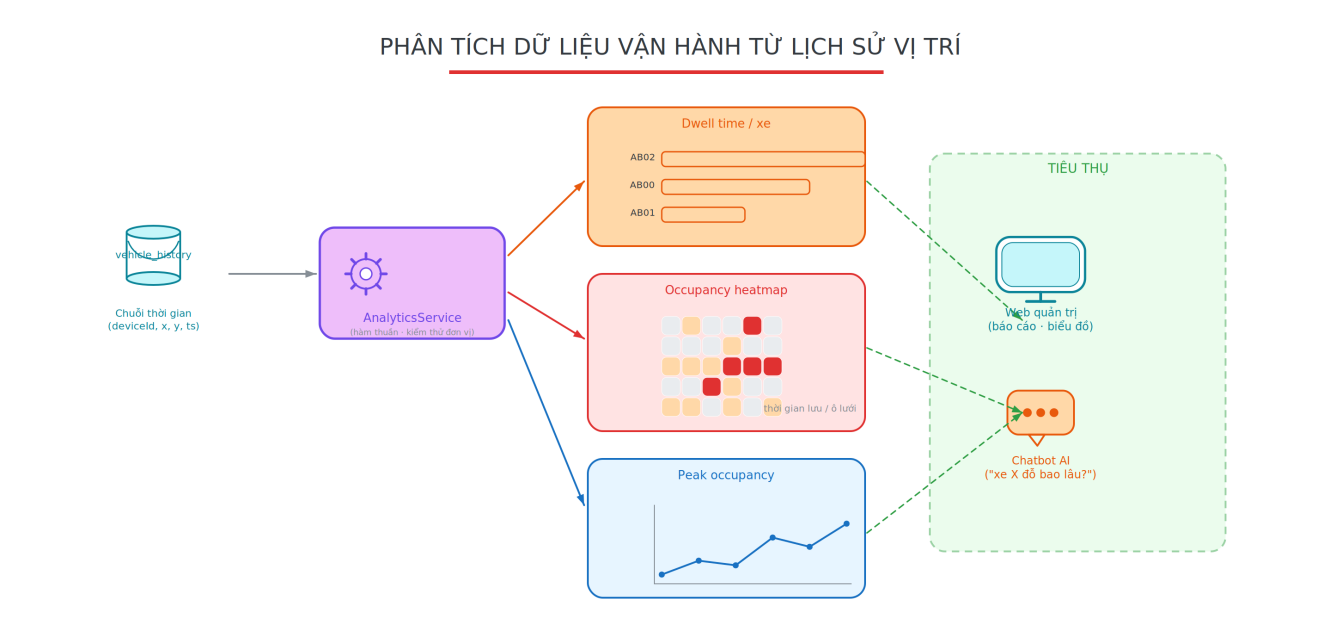 PHÂN TÍCH DỮ LIỆU VẬN HÀNH TỪ LỊCH SỬ VỊ TRÍ
vehicle_history
Chuỗi thời gian
(deviceId, x, y, ts)
AnalyticsService
(hàm thuần · kiểm thử đơn vị)
Dwell time / xe
AB02
AB00
AB01
Occupancy heatmap
thời gian lưu / ô lưới
Peak occupancy
TIÊU THỤ
Web quản trị
(báo cáo · biểu đồ)
Chatbot AI
("xe X đỗ bao lâu?")